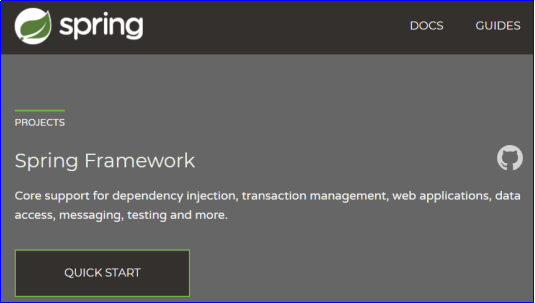 spring
DOCS GUIDES
PROJECTS
Spring Framework
Core support for dependency injection, transaction management, web applications, data
access, messaging, testing and more.
QUICK START